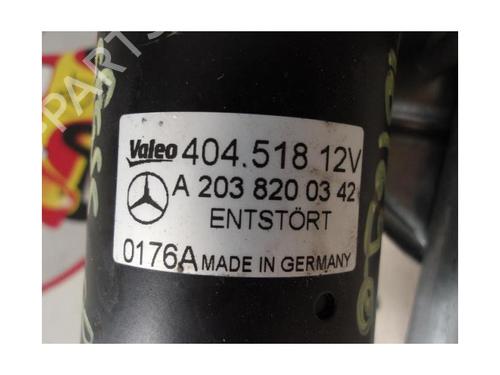 Valeo 404.518 12V
A 203 820 03 42
ENTSTÖRT
0176A MADE IN GERMANY